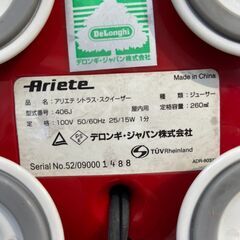 DeLonghi
デロンギ・ジャパン株式会社
Ariete
Made in China
品名：アリエテ シトラス・スクイーザー
種類：ジューサー
型式番号：406J
屋内用
定格容量：260ml
定格：100V 50/60Hz 25/15W 1分
PS
E
デロンギ・ジャパン株式会社
TÜVRheinland
Serial No.52/09000 1488